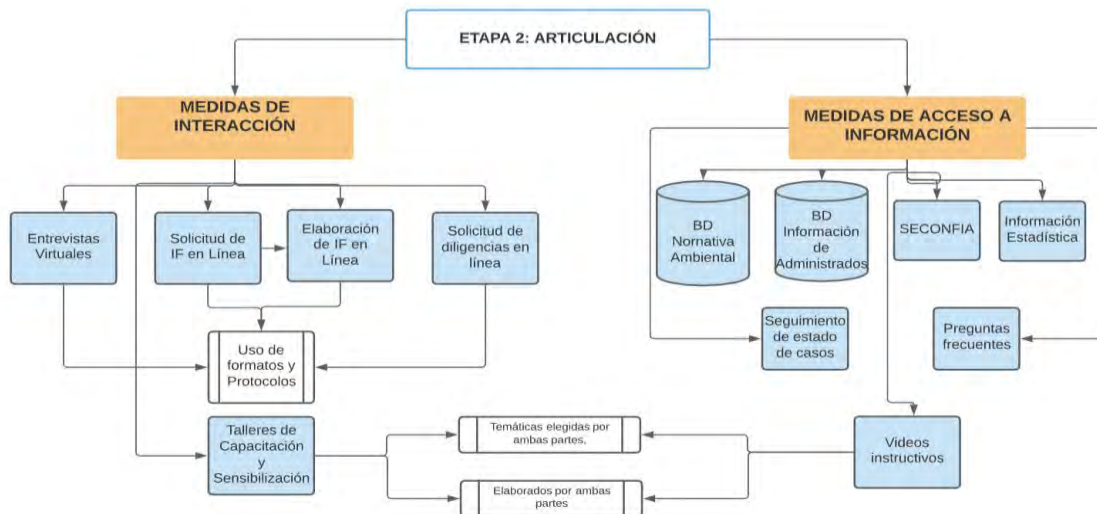 ETAPA 2: ARTICULACIÓN
MEDIDAS DE
INTERACCIÓN
MEDIDAS DE ACCESO A
INFORMACIÓN
Entrevistas
Virtuales
Solicitud de
IF en Línea
Elaboración
de IF en
Línea
Solicitud de
diligencias en
línea
BD
Nornativa
Ambiental
BD
Información
de
Administrados
SECONFIA
Información
Estadística
Uso de
formatos y
Protocolos
Seguimiento
de estado
de casos
Preguntas
frecuentes
Talleres de
Capacitación
y
Sensibilización
Temáticas elegidas por
ambas partes.
Elaborados por ambas
partes
Videos
instructivos